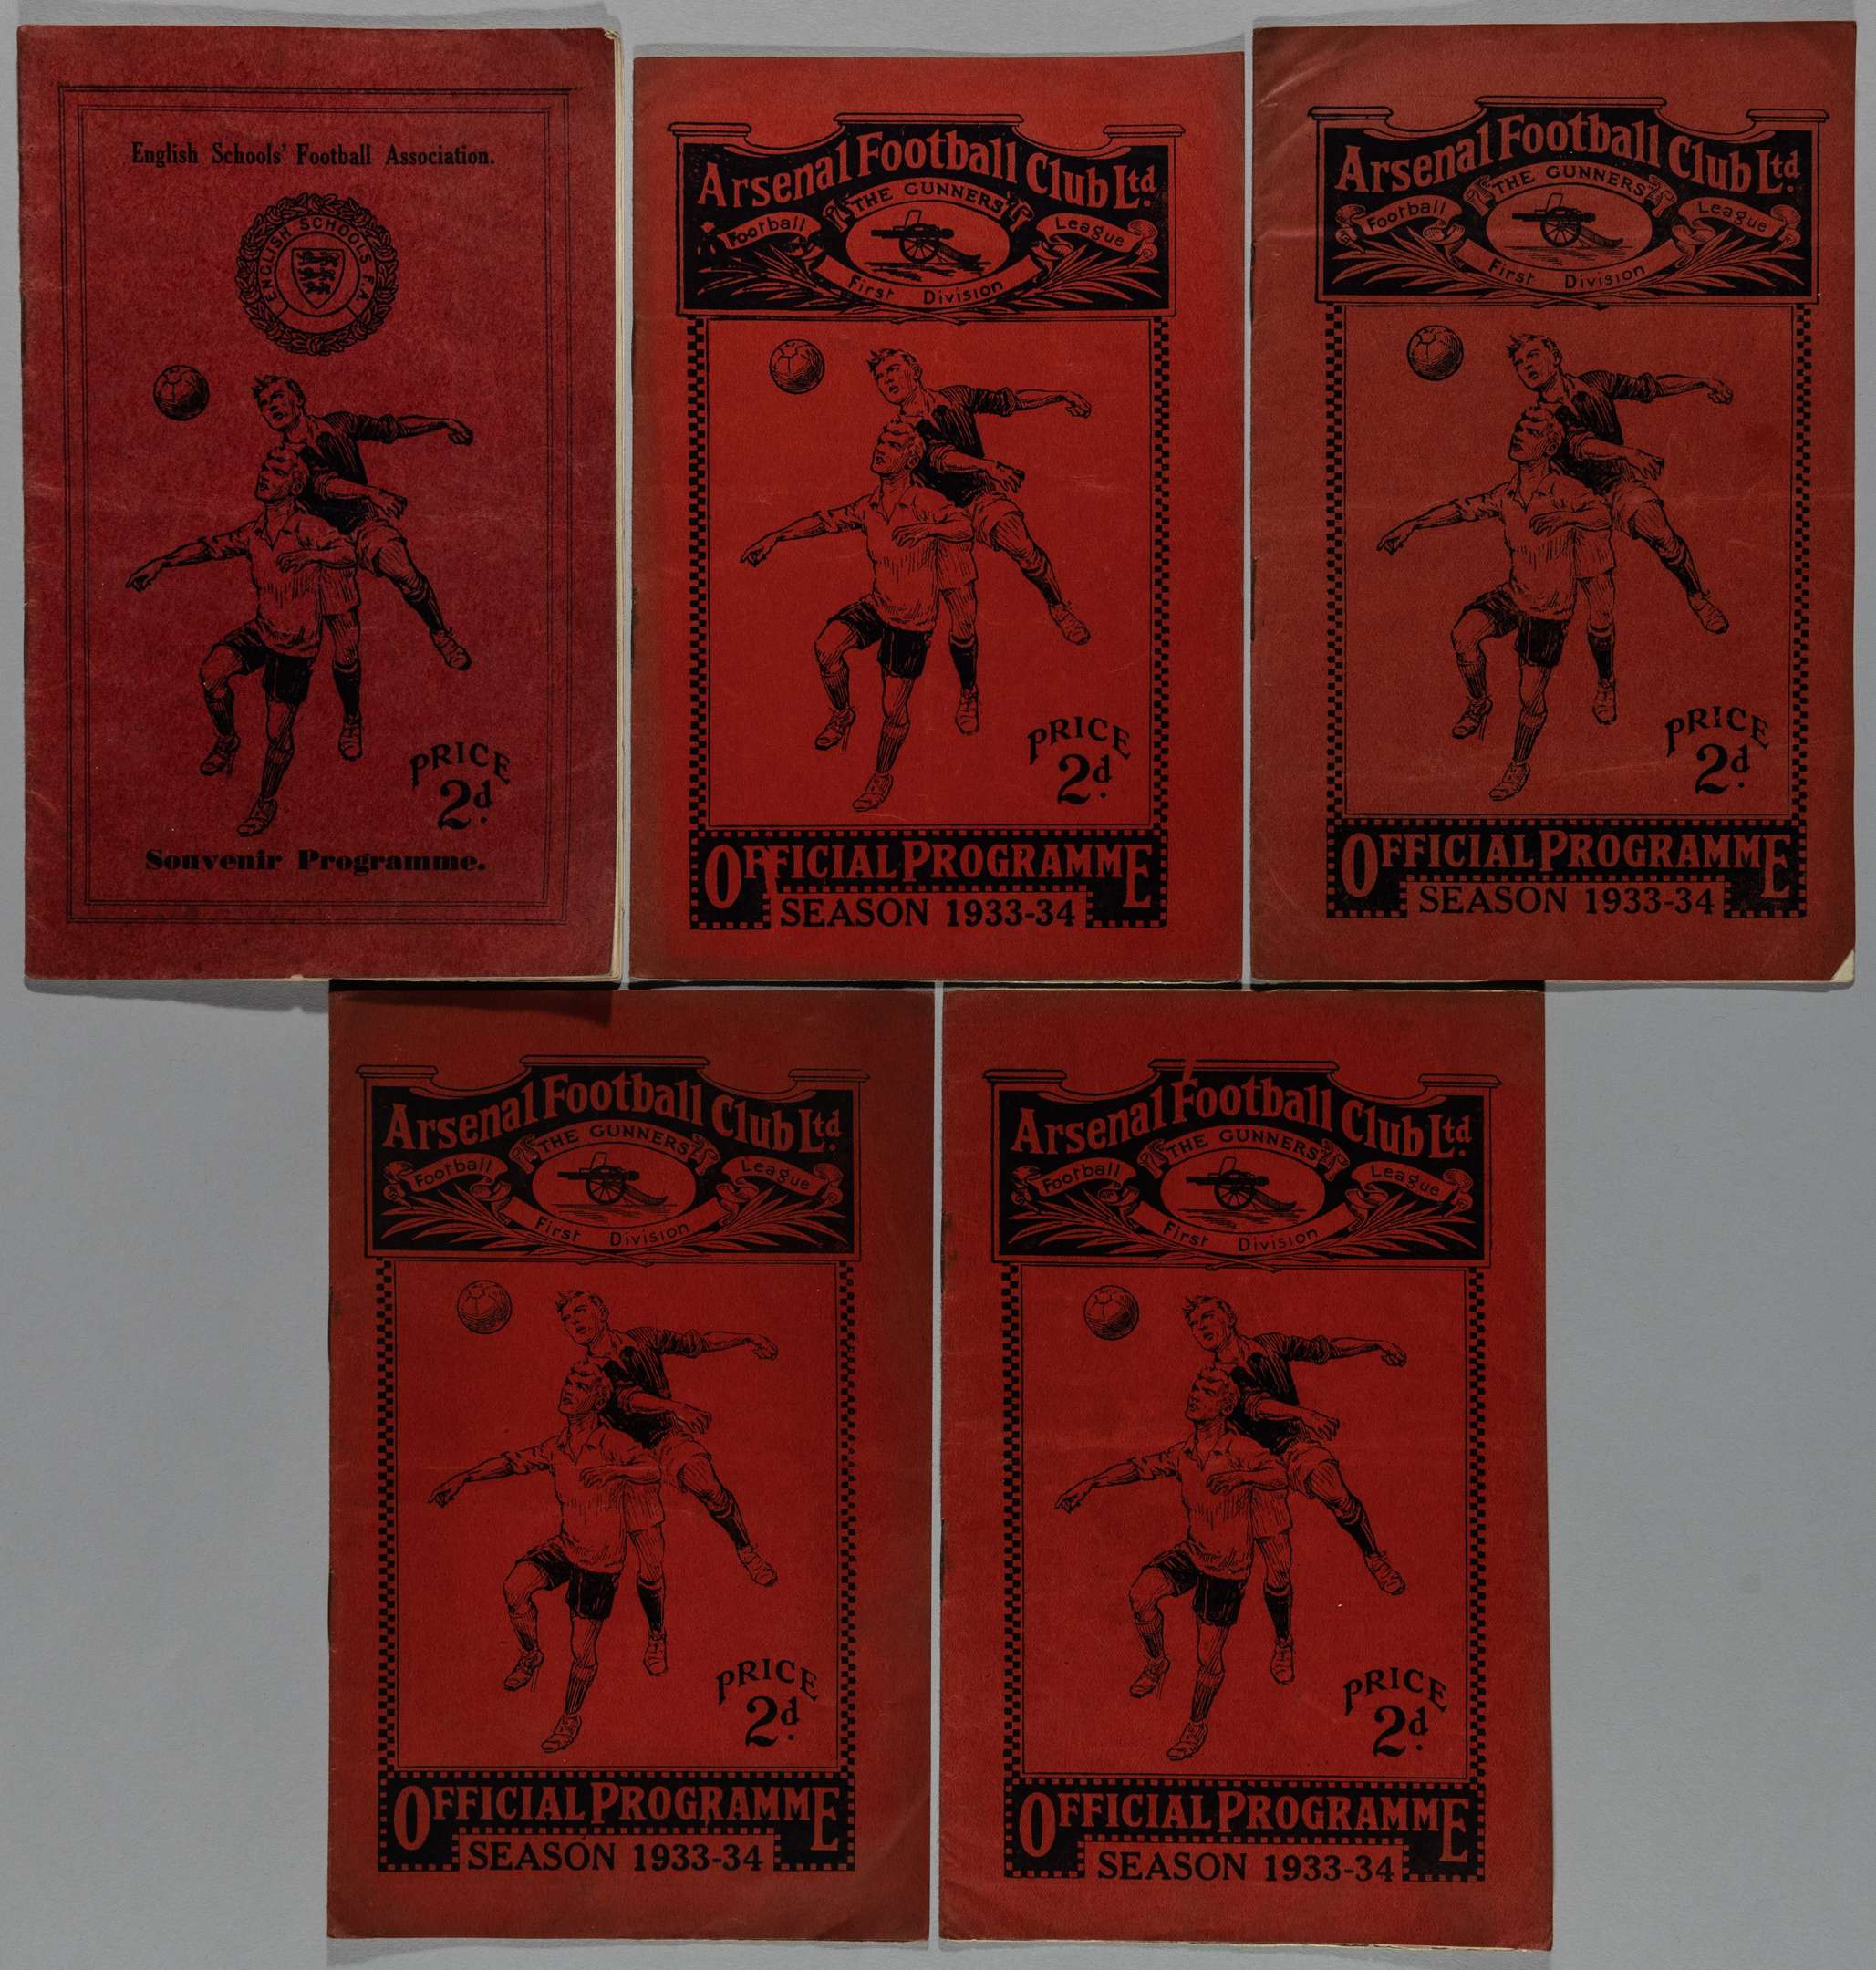 English Schools' Football Association.
ENGLISH SCHOOLS F.A.
PRICE
2d.
Souvenir Programme.
Arsenal Football Club Ltd.
THE GUNNERS
Football League
First Division
PRICE
2d.
OFFICIAL PROGRAMME
SEASON 1933-34
Arsenal Football Club Ltd.
THE GUNNERS
Football League
First Division
PRICE
2d.
OFFICIAL PROGRAMME
SEASON 1933-34
Arsenal Football Club Ltd.
THE GUNNERS
Football League
First Division
PRICE
2d.
OFFICIAL PROGRAMME
SEASON 1933-34
Arsenal Football Club Ltd.
THE GUNNERS
Football League
First Division
PRICE
2d.
OFFICIAL PROGRAMME
SEASON 1933-34